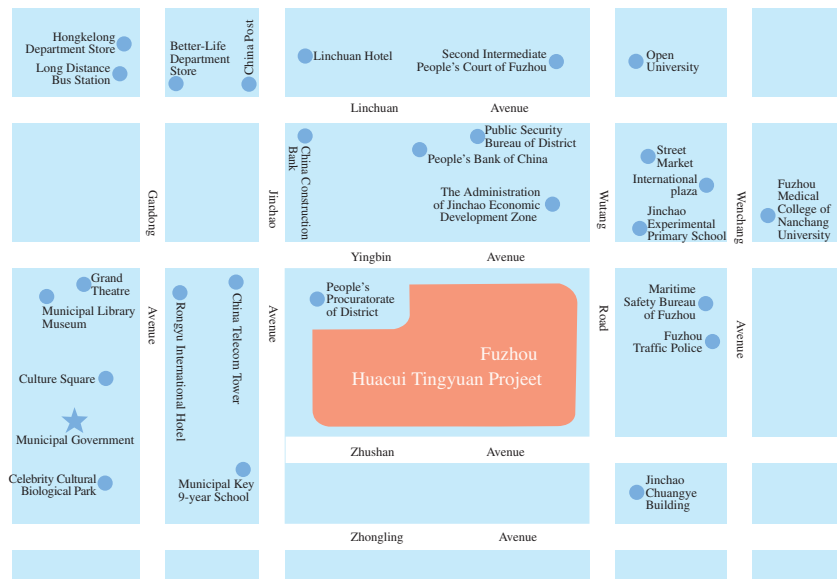 Hongkelong
Department Store
Long Distance
Bus Station
Better-Life
Department
Store
China Post
Linchuan Hotel
Second Intermediate
People's Court of Fuzhou
Open
University
Linchuan Avenue
China Construction
Bank
Public Security
Bureau of District
People's Bank of China
The Administration
of Jinchao Economic
Development Zone
Street
Market
International
plaza
Jinchao
Experimental
Primary School
Fuzhou
Medical
College of
Nanchang
University
Gandong
Jinchao
Wutang
Wenchang
Yingbin Avenue
Grand
Theatre
Municipal Library
Museum
Culture Square
Municipal Government
Celebrity Cultural
Biological Park
Avenue
Rongyu International Hotel
China Telecom Tower
Municipal Key
9-year School
Avenue
People's
Procuratorate
of District
Fuzhou
Huacui Tingyuan Projeet
Road
Maritime
Safety Bureau
of Fuzhou
Fuzhou
Traffic Police
Avenue
Zhushan Avenue
Jinchao
Chuangye
Building
Zhongling Avenue